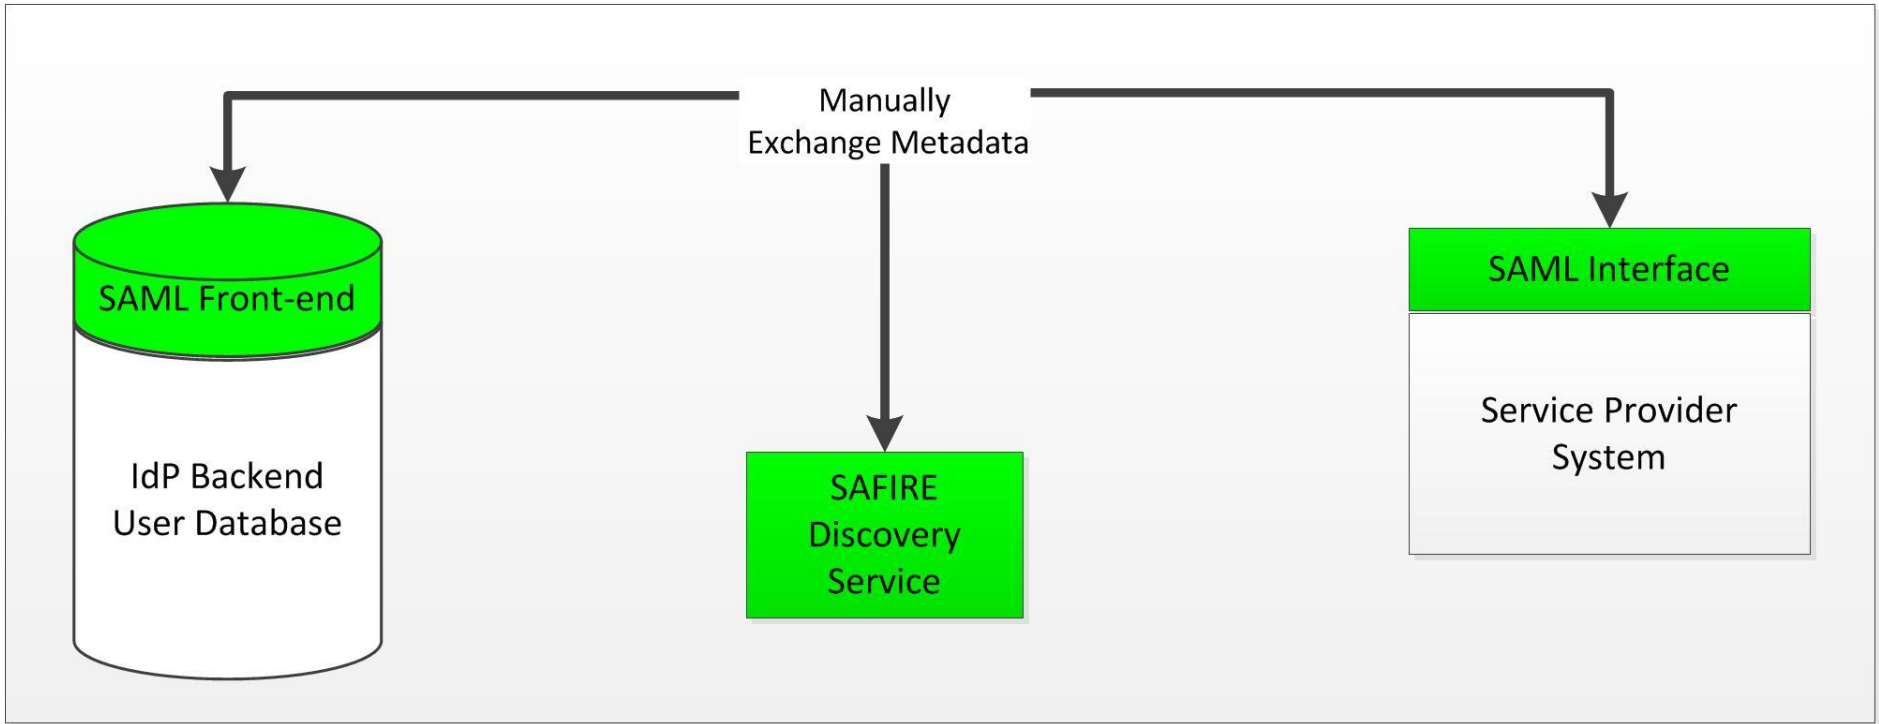 Manually
Exchange Metadata
SAML Front-end
IdP Backend
User Database
SAFIRE
Discovery
Service
SAML Interface
Service Provider
System